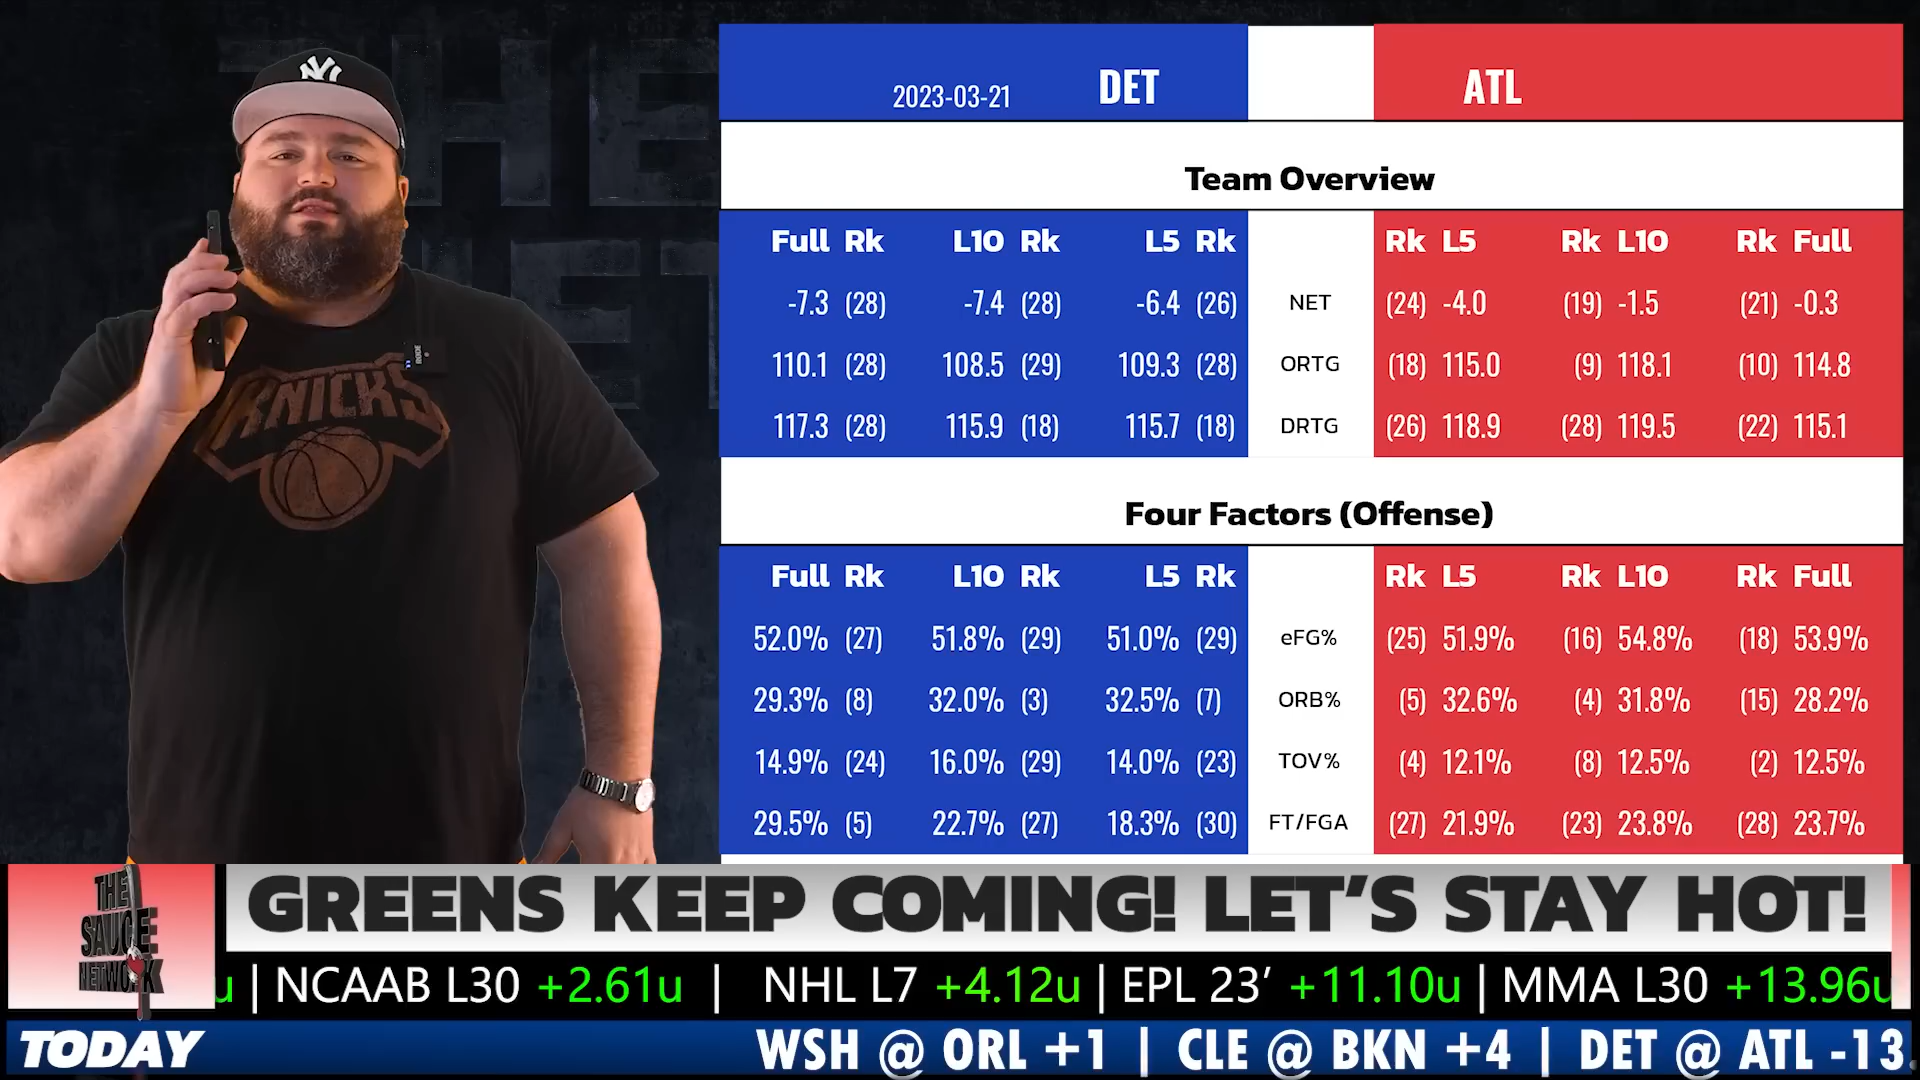 NY
KNICKS
RODE
2023-03-21 DET ATL
Team Overview
Full Rk L10 Rk L5 Rk Rk L5 Rk L10 Rk Full
-7.3 (28) -7.4 (28) -6.4 (26) NET (24) -4.0 (19) -1.5 (21) -0.3
110.1 (28) 108.5 (29) 109.3 (28) ORTG (18) 115.0 (9) 118.1 (10) 114.8
117.3 (28) 115.9 (18) 115.7 (18) DRTG (26) 118.9 (28) 119.5 (22) 115.1
Four Factors (Offense)
Full Rk L10 Rk L5 Rk Rk L5 Rk L10 Rk Full
52.0% (27) 51.8% (29) 51.0% (29) eFG% (25) 51.9% (16) 54.8% (18) 53.9%
29.3% (8) 32.0% (3) 32.5% (7) ORB% (5) 32.6% (4) 31.8% (15) 28.2%
14.9% (24) 16.0% (29) 14.0% (23) TOV% (4) 12.1% (8) 12.5% (2) 12.5%
29.5% (5) 22.7% (27) 18.3% (30) FT/FGA (27) 21.9% (23) 23.8% (28) 23.7%
THE
SAUCE
NETWORK
GREENS KEEP COMING! LET'S STAY HOT!
u | NCAAB L30 +2.61u | NHL L7 +4.12u | EPL 23’ +11.10u | MMA L30 +13.96u
TODAY WSH @ ORL +1 | CLE @ BKN +4 | DET @ ATL -13.